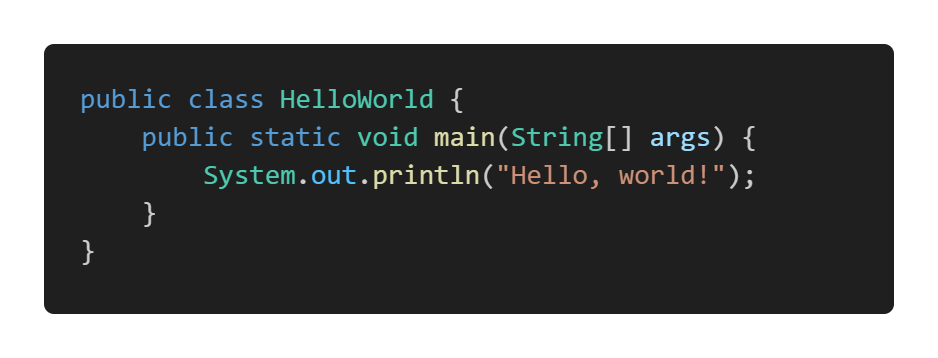 public class HelloWorld {
    public static void main(String[] args) {
        System.out.println("Hello, world!");
    }
}